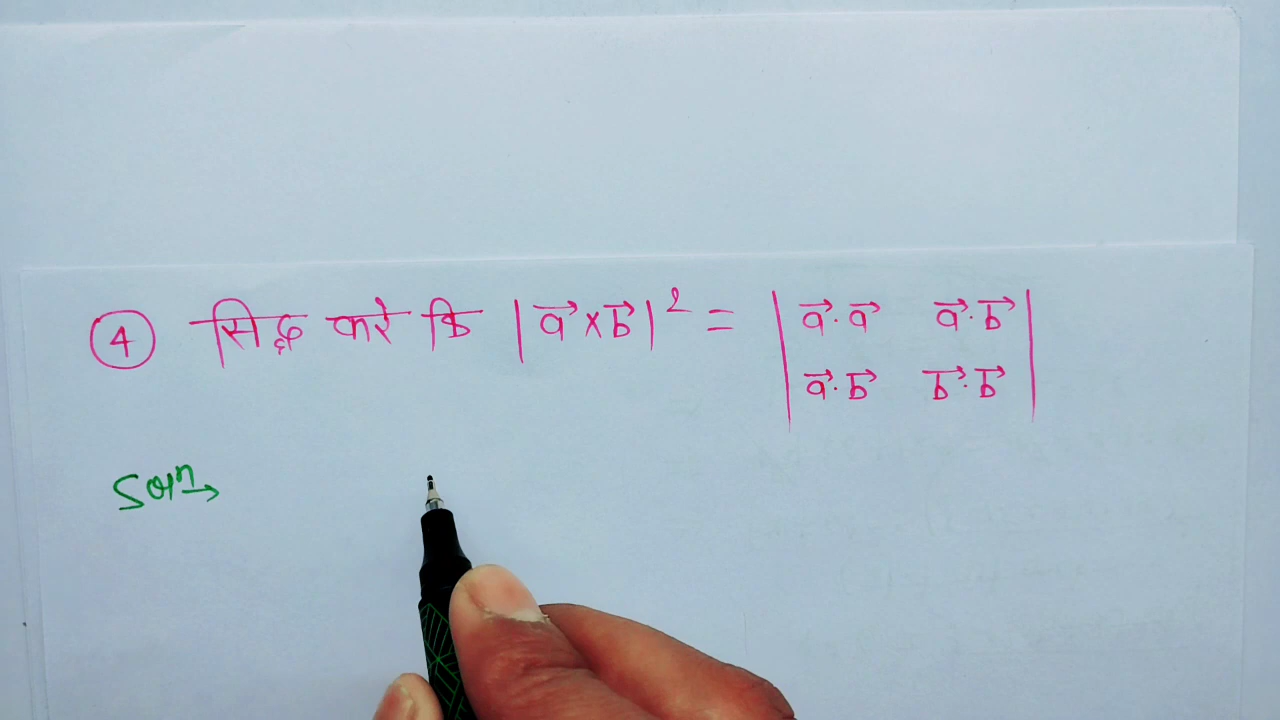 ④ सिद्ध करे कि |a⃗×b⃗|² = | a⃗.a⃗ a⃗.b⃗ |
| a⃗.b⃗ b⃗.b⃗ |
Solⁿ→